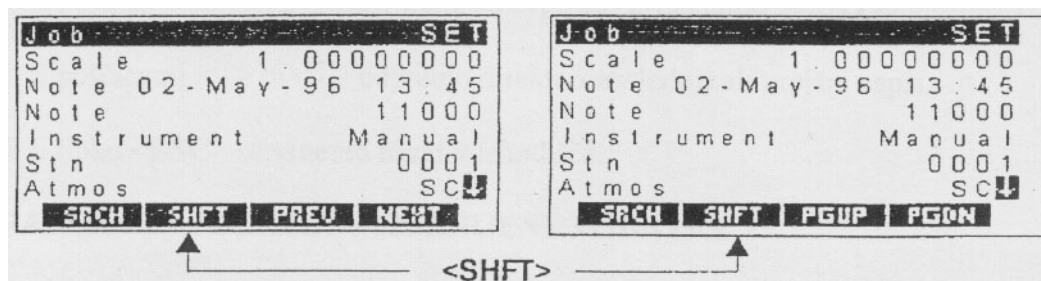 Job SET
Scale 1 00000000
Note 02-May-96 13 45
Note 11000
Instrument Manual
Stn 0001
Atmos SC↓
SRCH SHFT PREV NEXT
Job SET
Scale 1 00000000
Note 02-May-96 13 45
Note 11000
Instrument Manual
Stn 0001
Atmos SC↓
SRCH SHFT PGUP PGDN
<SHFT>